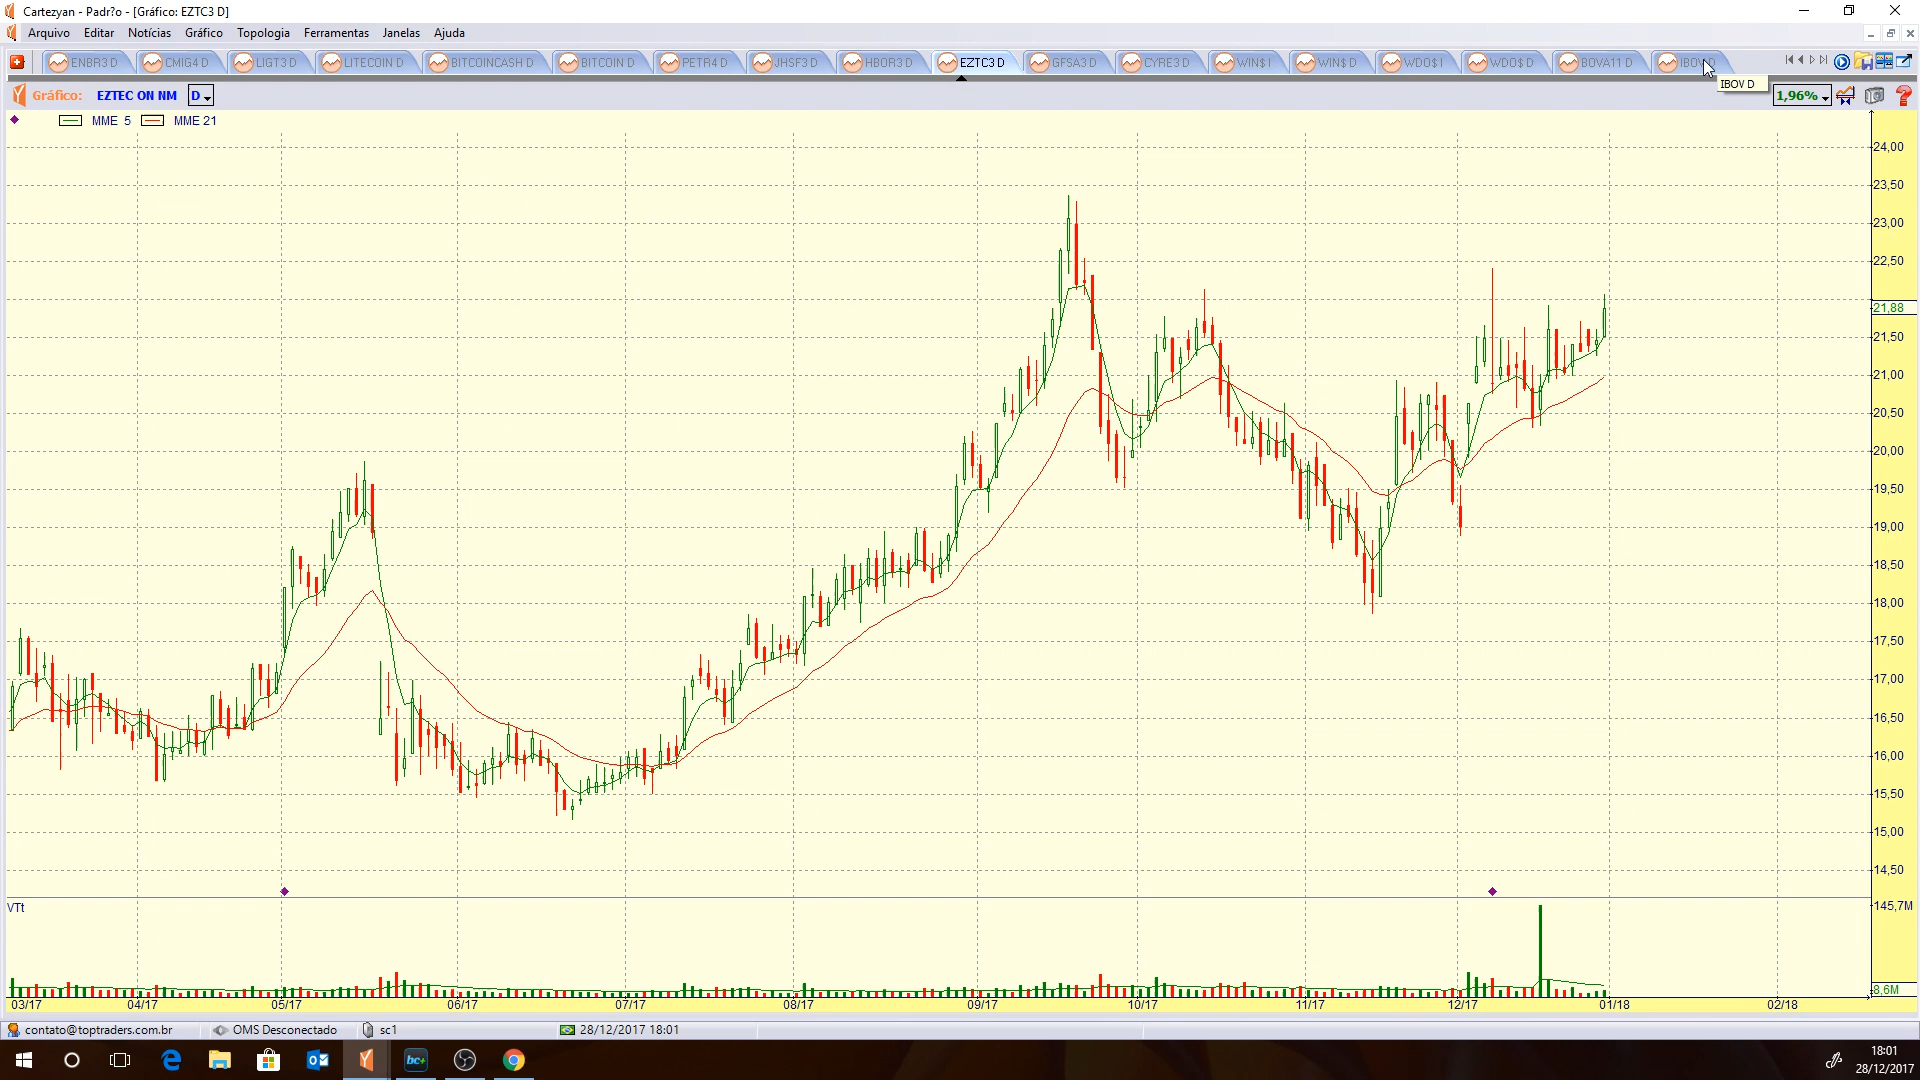 Cartezyan - Padr?o - [Gráfico: EZTC3 D]
Arquivo Editar Notícias Gráfico Topologia Ferramentas Janelas Ajuda
ENBR3 D CMIG4 D LIGT3 D LITECOIN D BITCOINCASH D BITCOIN D PETR4 D JHSF3 D HBOR3 D EZTC3 D GFSA3 D CYRE3 D WIN$ I WIN$ D WDO$ I WDO$ D BOVA11 D IBOV D
IBOV D
Gráfico: EZTEC ON NM D 1,96%
MME 5 MME 21
24,00
23,50
23,00
22,50
21,88
21,50
21,00
20,50
20,00
19,50
19,00
18,50
18,00
17,50
17,00
16,50
16,00
15,50
15,00
14,50
VTt
145,7M
8,6M
03/17 04/17 05/17 06/17 07/17 08/17 09/17 10/17 11/17 12/17 01/18 02/18
contato@toptraders.com.br OMS Desconectado sc1 28/12/2017 18:01
bc+
18:01
28/12/2017